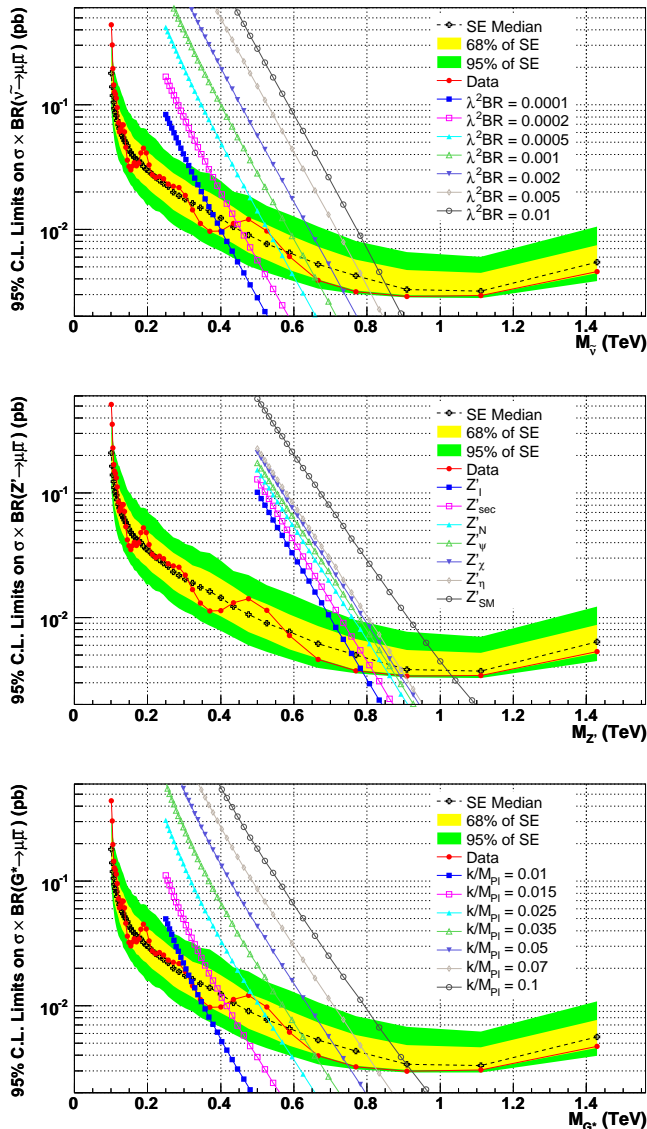 95% C.L. Limits on σ × BR(ν̃→μμ̅) (pb)
SE Median
68% of SE
95% of SE
Data
λ²BR = 0.0001
λ²BR = 0.0002
λ²BR = 0.0005
λ²BR = 0.001
λ²BR = 0.002
λ²BR = 0.005
λ²BR = 0.01
10⁻¹
10⁻²
0 0.2 0.4 0.6 0.8 1 1.2 1.4
M_ν̃ (TeV)
95% C.L. Limits on σ × BR(Z'→μμ̅) (pb)
SE Median
68% of SE
95% of SE
Data
Z'_I
Z'_sec
Z'_N
Z'_ψ
Z'_χ
Z'_η
Z'_SM
10⁻¹
10⁻²
0 0.2 0.4 0.6 0.8 1 1.2 1.4
M_Z' (TeV)
95% C.L. Limits on σ × BR(G*→μμ̅) (pb)
SE Median
68% of SE
95% of SE
Data
k/M_Pl = 0.01
k/M_Pl = 0.015
k/M_Pl = 0.025
k/M_Pl = 0.035
k/M_Pl = 0.05
k/M_Pl = 0.07
k/M_Pl = 0.1
10⁻¹
10⁻²
0 0.2 0.4 0.6 0.8 1 1.2 1.4
M_G* (TeV)